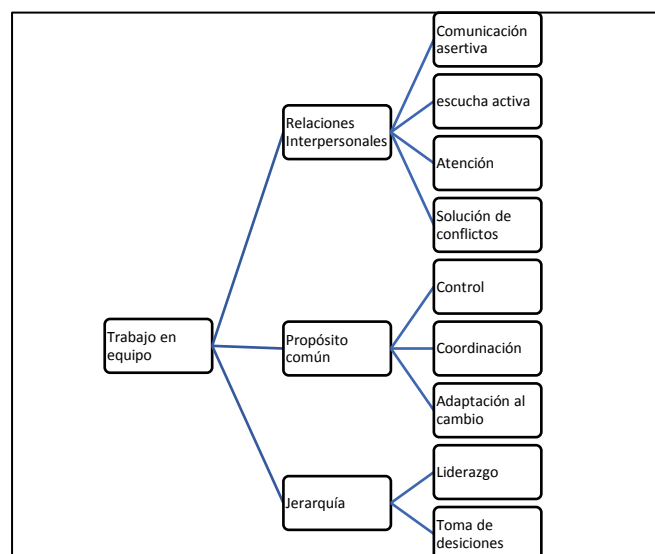 Comunicación
asertiva
escucha activa
Relaciones
Interpersonales
Atención
Solución de
conflictos
Control
Trabajo en
equipo
Propósito
común
Coordinación
Adaptación al
cambio
Liderazgo
Jerarquía
Toma de
desiciones